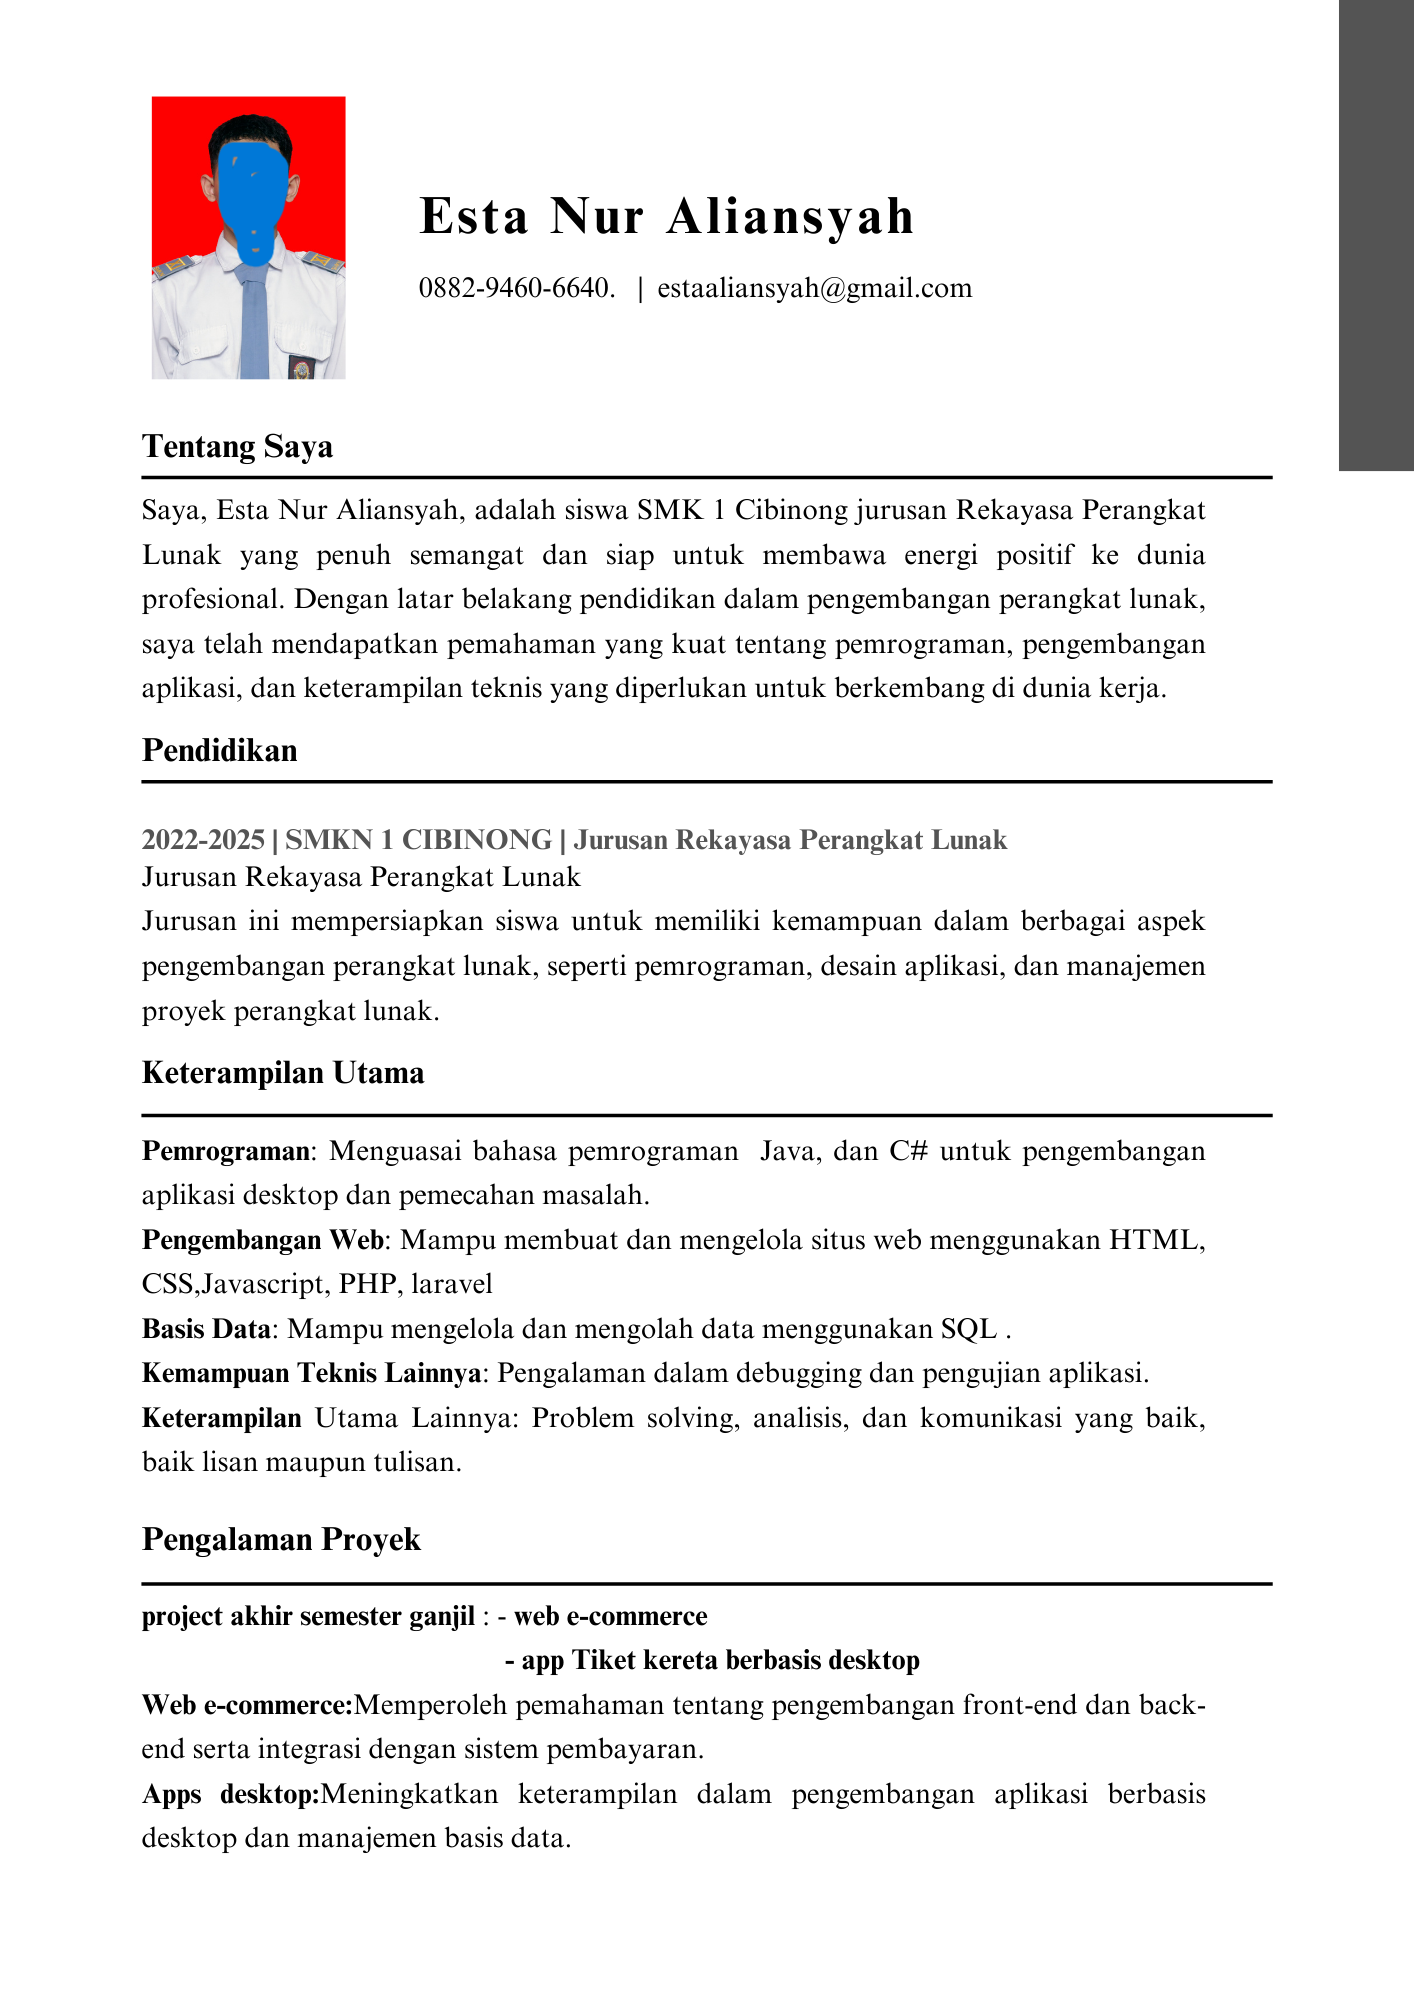 Esta Nur Aliansyah
0882-9460-6640.   |  estaaliansyah@gmail.com
Tentang Saya
Saya, Esta Nur Aliansyah, adalah siswa SMK 1 Cibinong jurusan Rekayasa Perangkat
Lunak yang penuh semangat dan siap untuk membawa energi positif ke dunia
profesional. Dengan latar belakang pendidikan dalam pengembangan perangkat lunak,
saya telah mendapatkan pemahaman yang kuat tentang pemrograman, pengembangan
aplikasi, dan keterampilan teknis yang diperlukan untuk berkembang di dunia kerja.
Pendidikan
2022-2025 | SMKN 1 CIBINONG | Jurusan Rekayasa Perangkat Lunak
Jurusan Rekayasa Perangkat Lunak
Jurusan ini mempersiapkan siswa untuk memiliki kemampuan dalam berbagai aspek
pengembangan perangkat lunak, seperti pemrograman, desain aplikasi, dan manajemen
proyek perangkat lunak.
Keterampilan Utama
Pemrograman: Menguasai bahasa pemrograman  Java, dan C# untuk pengembangan
aplikasi desktop dan pemecahan masalah.
Pengembangan Web: Mampu membuat dan mengelola situs web menggunakan HTML,
CSS,Javascript, PHP, laravel
Basis Data: Mampu mengelola dan mengolah data menggunakan SQL .
Kemampuan Teknis Lainnya: Pengalaman dalam debugging dan pengujian aplikasi.
Keterampilan Utama Lainnya: Problem solving, analisis, dan komunikasi yang baik,
baik lisan maupun tulisan.
Pengalaman Proyek
project akhir semester ganjil : - web e-commerce
- app Tiket kereta berbasis desktop
Web e-commerce:Memperoleh pemahaman tentang pengembangan front-end dan back-
end serta integrasi dengan sistem pembayaran.
Apps desktop:Meningkatkan keterampilan dalam pengembangan aplikasi berbasis
desktop dan manajemen basis data.